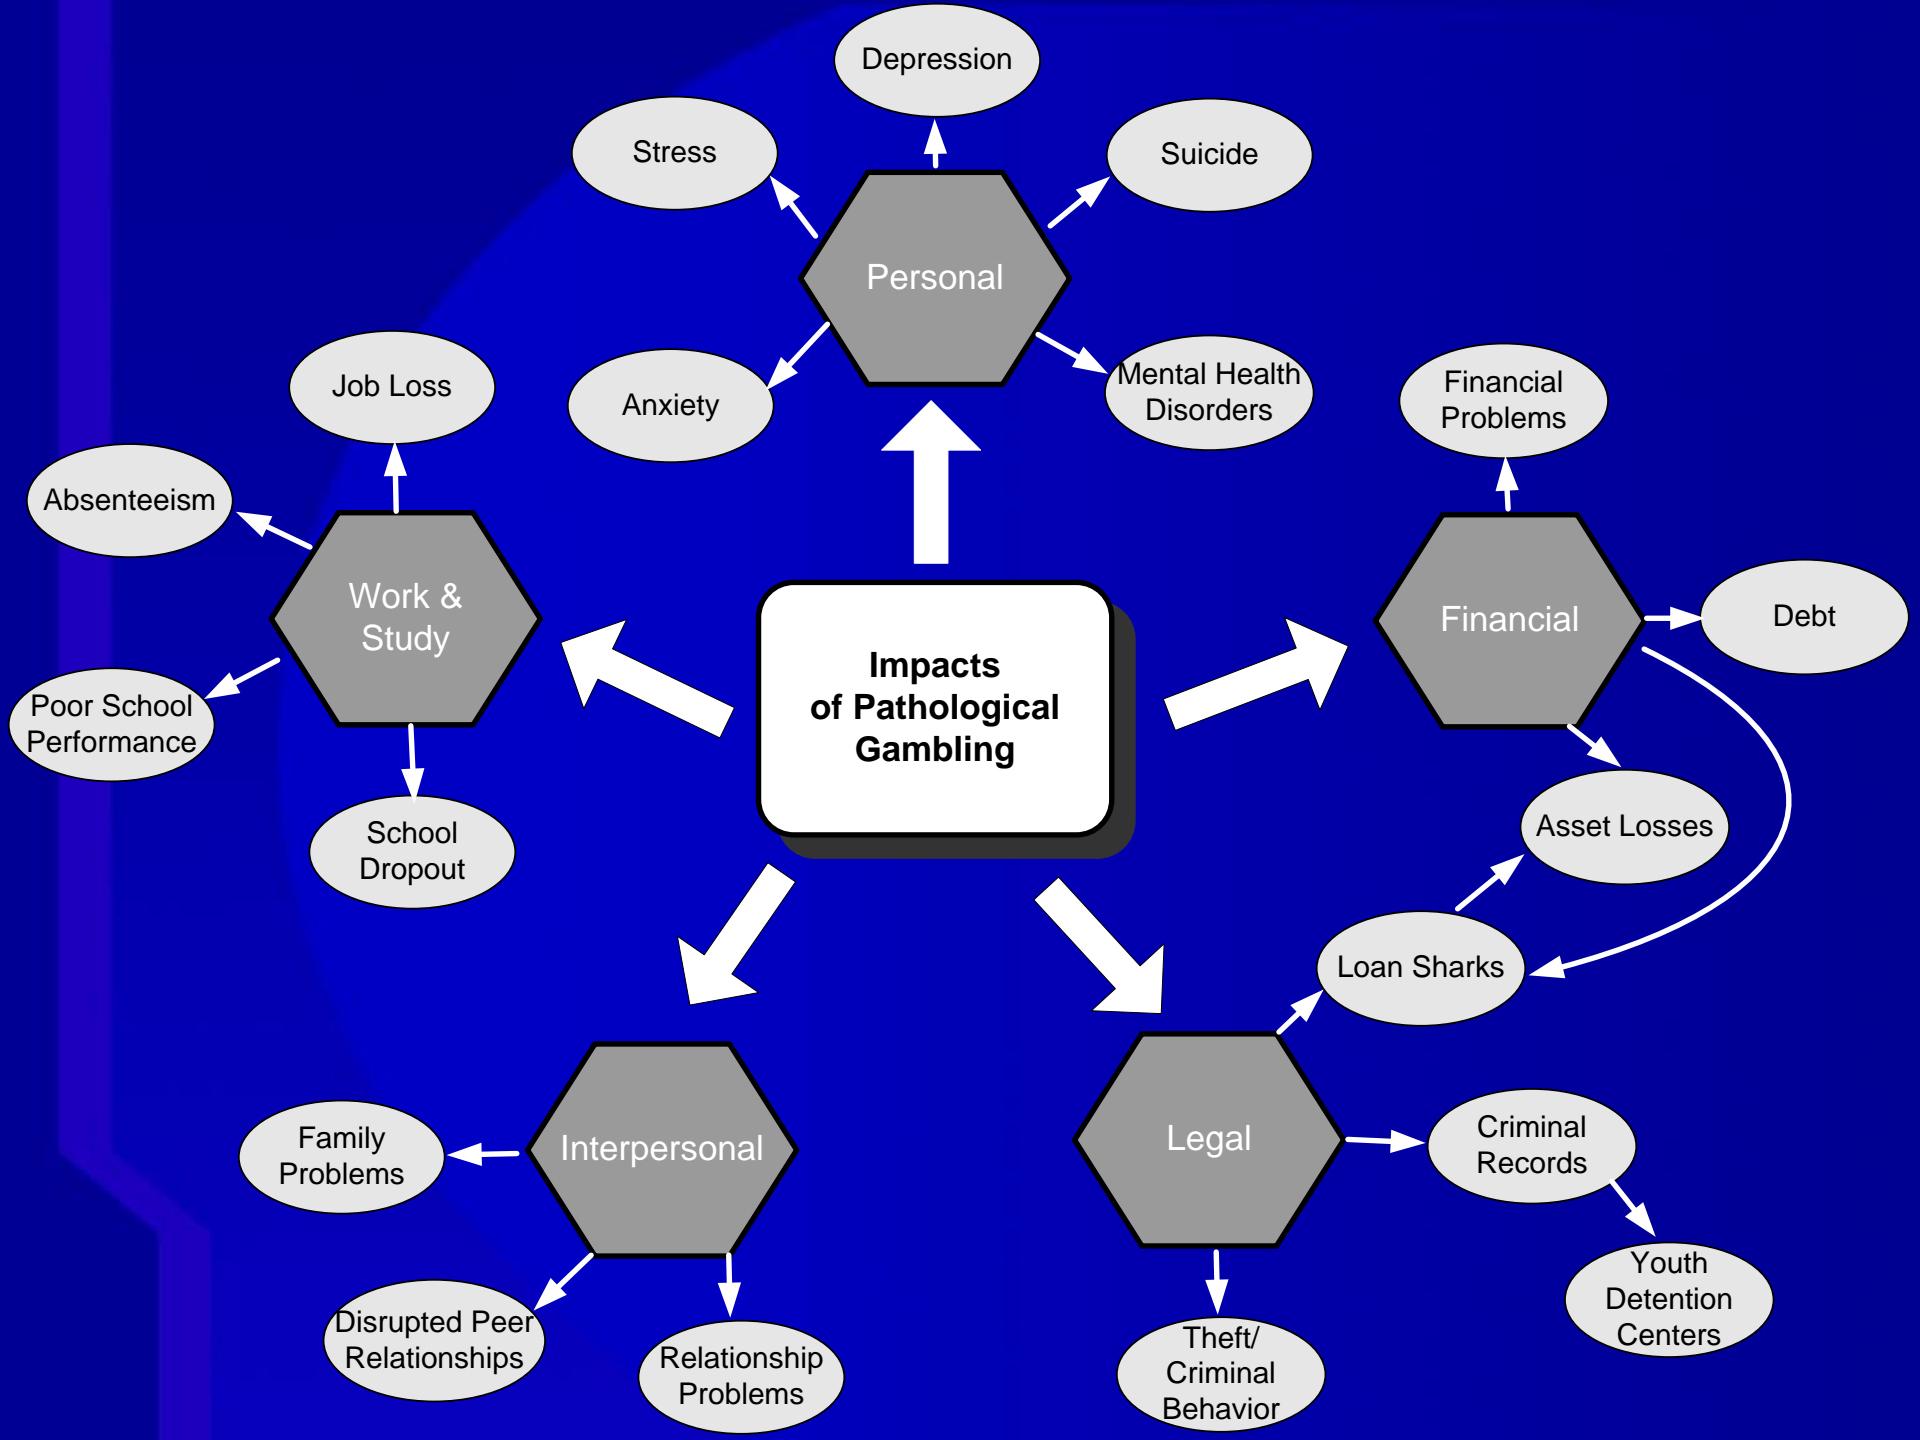 Depression
Stress
Suicide
Personal
Job Loss
Anxiety
Mental Health
Disorders
Financial
Problems
Absenteeism
Work &
Study
Financial
Debt
Impacts
of Pathological
Gambling
Poor School
Performance
School
Dropout
Asset Losses
Loan Sharks
Family
Problems
Interpersonal
Legal
Criminal
Records
Youth
Detention
Centers
Disrupted Peer
Relationships
Relationship
Problems
Theft/
Criminal
Behavior